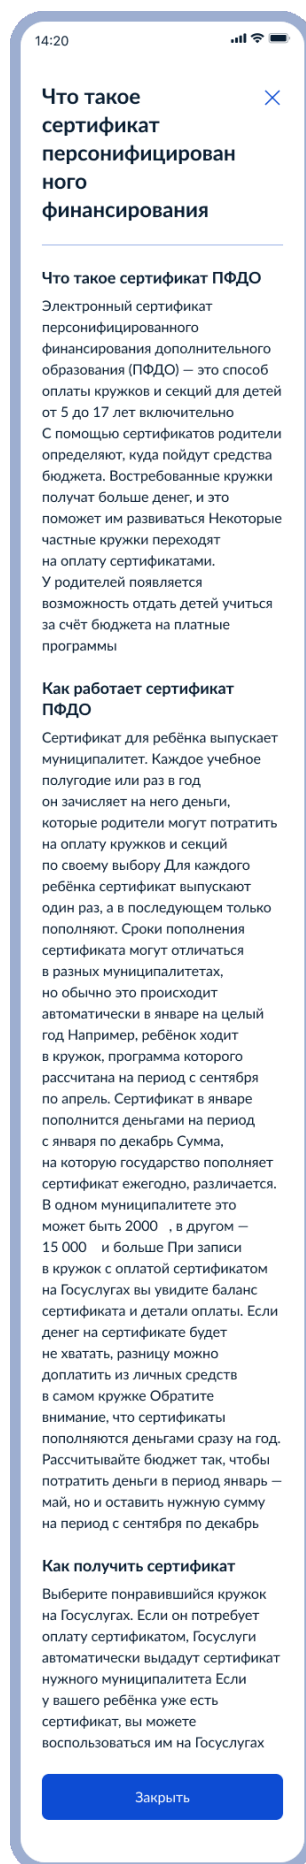 14:20
Что такое
сертификат
персонифицирован
ного
финансирования
Что такое сертификат ПФДО
Электронный сертификат
персонифицированного
финансирования дополнительного
образования (ПФДО) — это способ
оплаты кружков и секций для детей
от 5 до 17 лет включительно
С помощью сертификатов родители
определяют, куда пойдут средства
бюджета. Востребованные кружки
получат больше денег, и это
поможет им развиваться Некоторые
частные кружки переходят
на оплату сертификатами.
У родителей появляется
возможность отдать детей учиться
за счёт бюджета на платные
программы
Как работает сертификат
ПФДО
Сертификат для ребёнка выпускает
муниципалитет. Каждое учебное
полугодие или раз в год
он зачисляет на него деньги,
которые родители могут потратить
на оплату кружков и секций
по своему выбору Для каждого
ребёнка сертификат выпускают
один раз, а в последующем только
пополняют. Сроки пополнения
сертификата могут отличаться
в разных муниципалитетах,
но обычно это происходит
автоматически в январе на целый
год Например, ребёнок ходит
в кружок, программа которого
рассчитана на период с сентября
по апрель. Сертификат в январе
пополнится деньгами на период
с января по декабрь Сумма,
на которую государство пополняет
сертификат ежегодно, различается.
В одном муниципалитете это
может быть 2000 , в другом —
15 000 и больше При записи
в кружок с оплатой сертификатом
на Госуслугах вы увидите баланс
сертификата и детали оплаты. Если
денег на сертификате будет
не хватать, разницу можно
доплатить из личных средств
в самом кружке Обратите
внимание, что сертификаты
пополняются деньгами сразу на год.
Рассчитывайте бюджет так, чтобы
потратить деньги в период январь —
май, но и оставить нужную сумму
на период с сентября по декабрь
Как получить сертификат
Выберите понравившийся кружок
на Госуслугах. Если он потребует
оплату сертификатом, Госуслуги
автоматически выдадут сертификат
нужного муниципалитета Если
у вашего ребёнка уже есть
сертификат, вы можете
воспользоваться им на Госуслугах
Закрыть